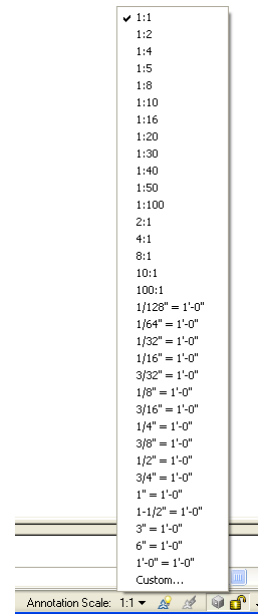 1:1
1:2
1:4
1:5
1:8
1:10
1:16
1:20
1:30
1:40
1:50
1:100
2:1
4:1
8:1
10:1
100:1
1/128" = 1'-0"
1/64" = 1'-0"
1/32" = 1'-0"
1/16" = 1'-0"
3/32" = 1'-0"
1/8" = 1'-0"
3/16" = 1'-0"
1/4" = 1'-0"
3/8" = 1'-0"
1/2" = 1'-0"
3/4" = 1'-0"
1" = 1'-0"
1-1/2" = 1'-0"
3" = 1'-0"
6" = 1'-0"
1'-0" = 1'-0"
Custom...
Annotation Scale: 1:1